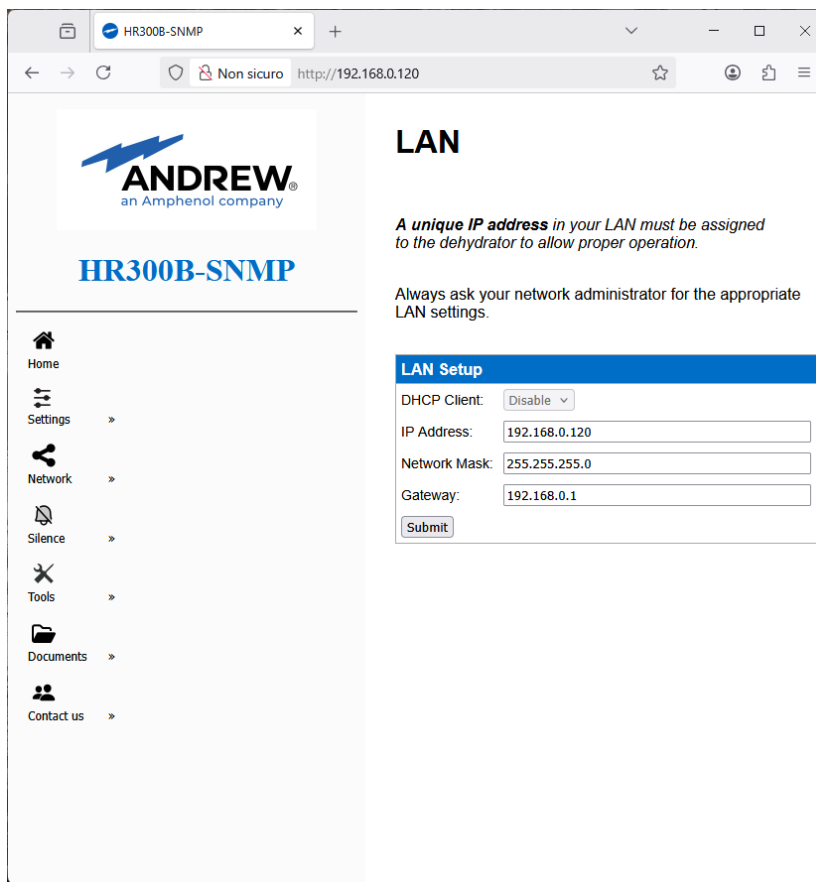 HR300B-SNMP
Non sicuro http://192.168.0.120
ANDREW®
an Amphenol company
HR300B-SNMP
Home
Settings »
Network »
Silence »
Tools »
Documents »
Contact us »
LAN
A unique IP address in your LAN must be assigned
to the dehydrator to allow proper operation.
Always ask your network administrator for the appropriate
LAN settings.
LAN Setup
DHCP Client: Disable
IP Address: 192.168.0.120
Network Mask: 255.255.255.0
Gateway: 192.168.0.1
Submit